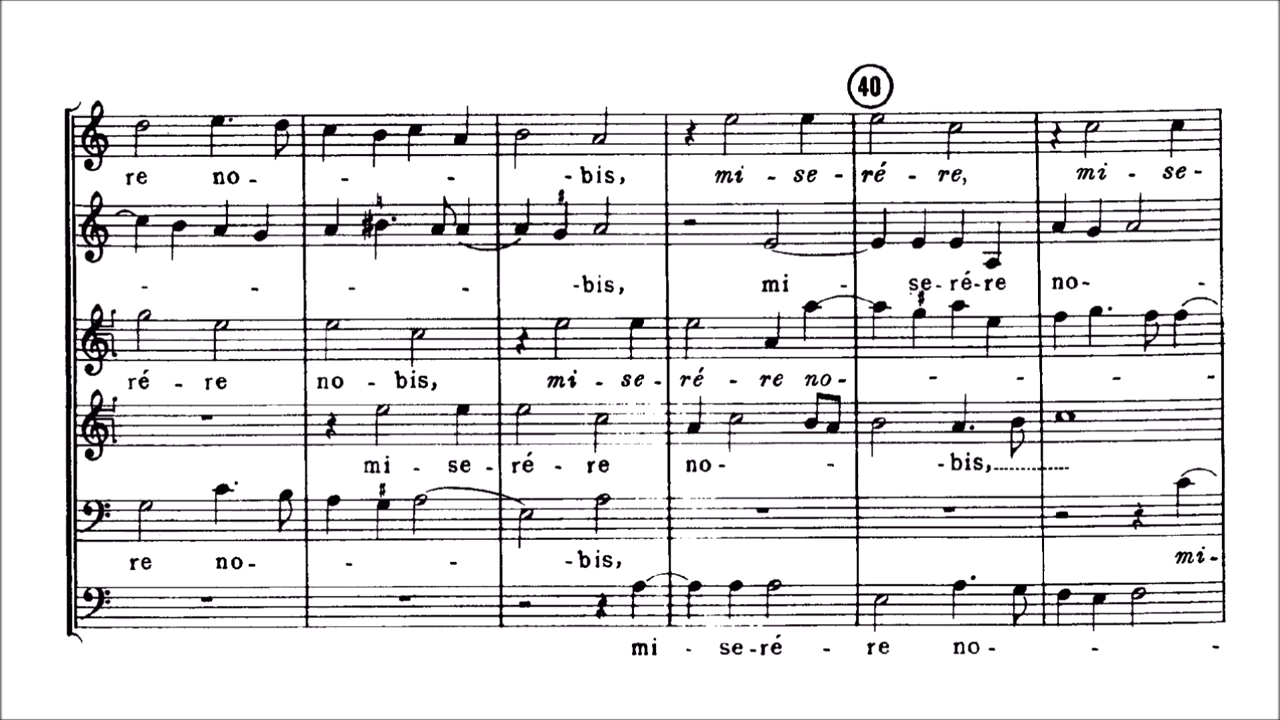 40
re no - - - -bis, mi - se - ré - re, mi - se-
- - - - -bis, mi - se-ré-re no- -
ré - re no - bis, mi - se- ré - re no- - - - -
mi - se - ré - re no- - -bis,..............
re no- - - -bis, mi-
mi - se-ré - re no- - -